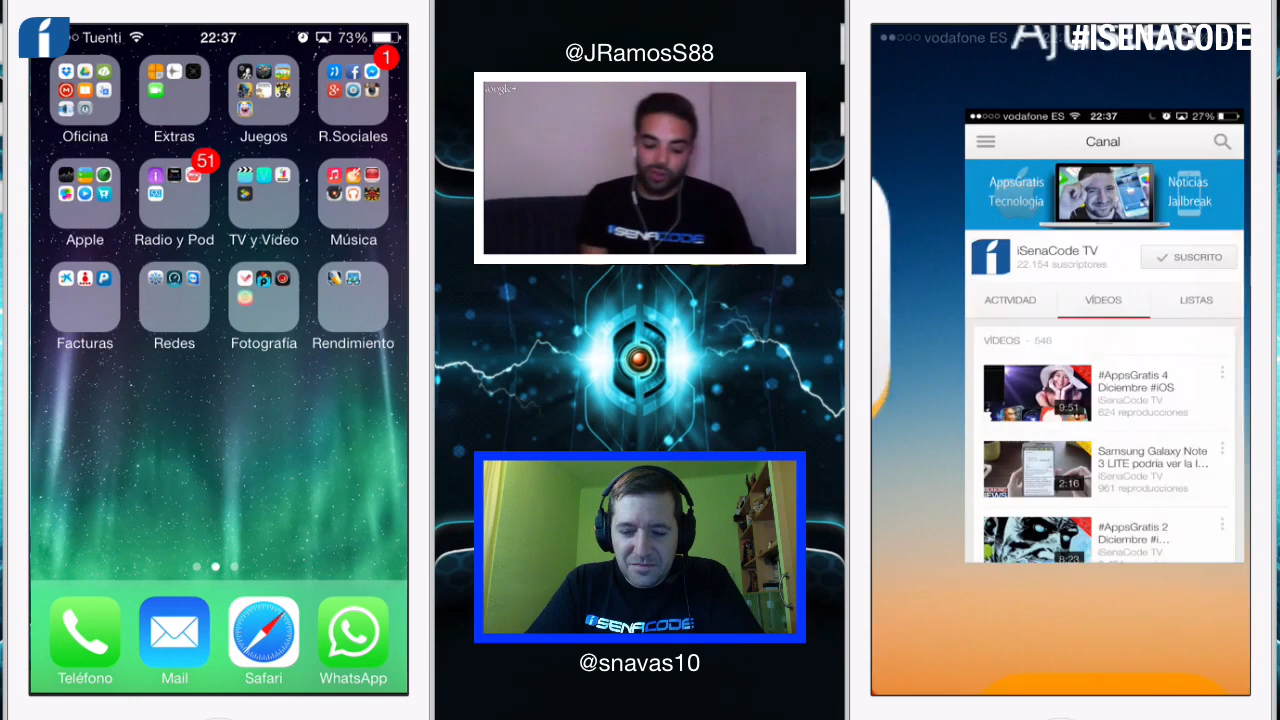 Tuenti
22:37
73%
1
Oficina
Extras
Juegos
R.Sociales
51
Apple
Radio y Pod
TV y Vídeo
Música
Facturas
Redes
Fotografía
Rendimiento
Teléfono
Mail
Safari
WhatsApp
@JRamosS88
iSENACODE
iSENACODE
@snavas10
vodafone ES
#ISENACODE
vodafone ES
22:37
27%
Canal
AppsGratis
Tecnología
Noticias
Jailbreak
iSenaCode TV
22.154 suscriptores
SUSCRITO
ACTIVIDAD
VÍDEOS
LISTAS
VÍDEOS - 546
#AppsGratis 4
Diciembre #iOS
iSenaCode TV
624 reproducciones
9:51
Samsung Galaxy Note
3 LITE podría ver la l...
iSenaCode TV
961 reproducciones
2:16
#AppsGratis 2
Diciembre #i...
iSenaCode TV
8:23